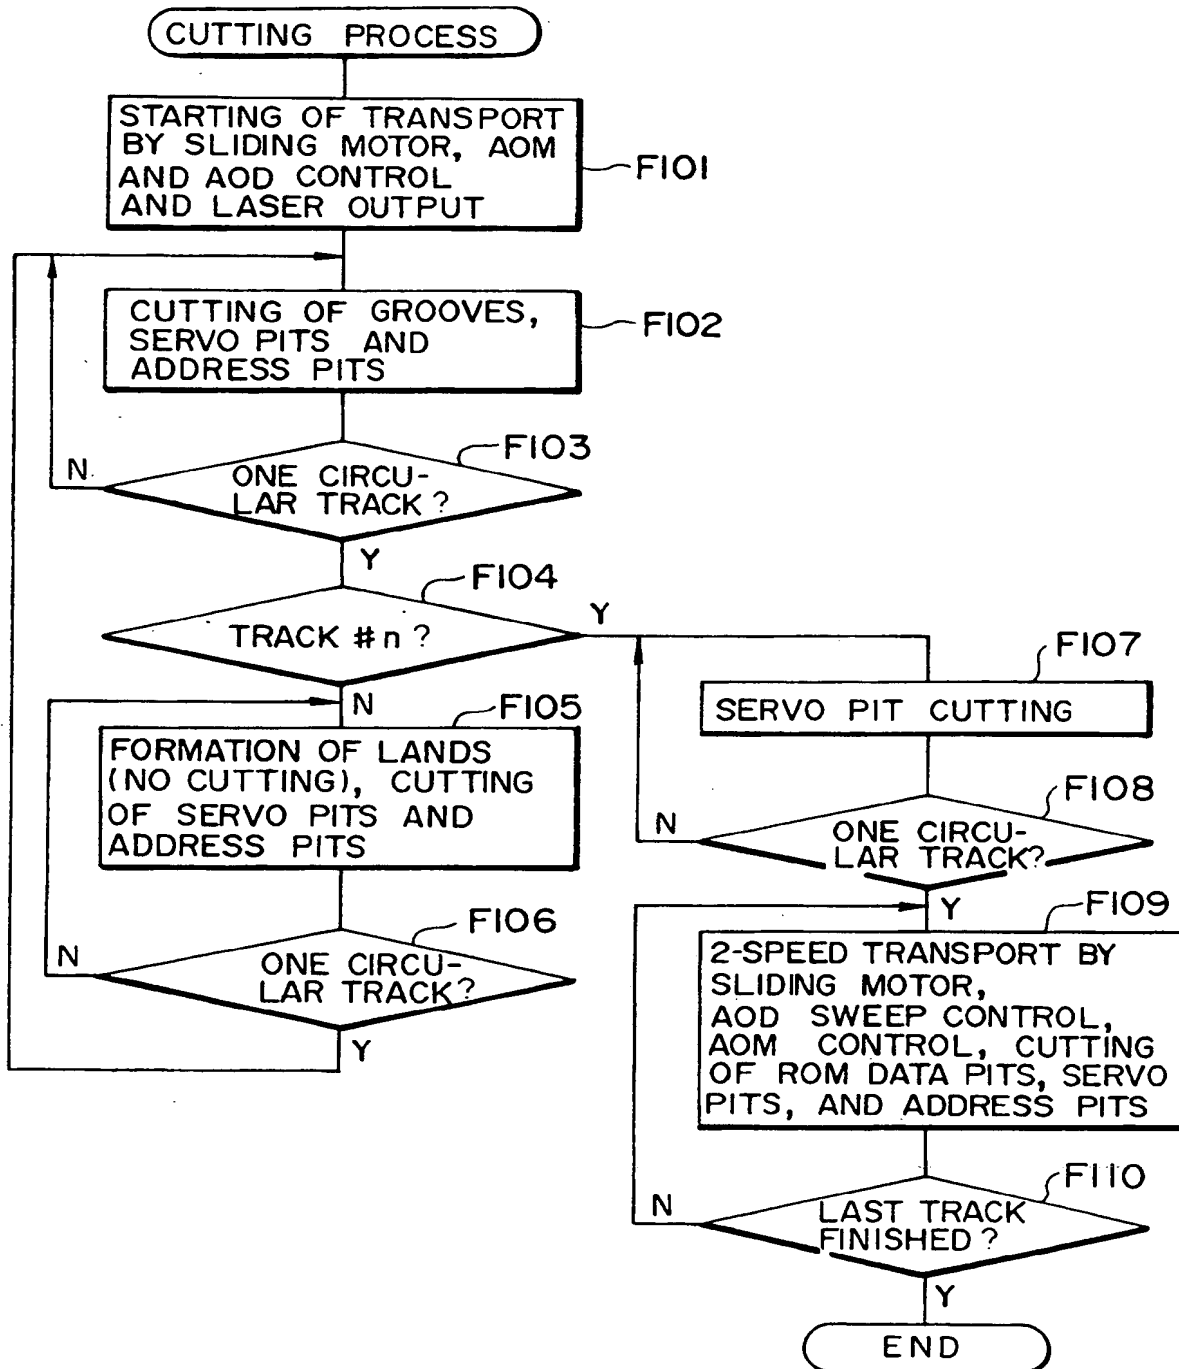 CUTTING PROCESS
STARTING OF TRANSPORT
BY SLIDING MOTOR, AOM
AND AOD CONTROL
AND LASER OUTPUT
F101
CUTTING OF GROOVES,
SERVO PITS AND
ADDRESS PITS
F102
F103
N
ONE CIRCU-
LAR TRACK?
Y
F104
TRACK #n?
Y
N
F105
FORMATION OF LANDS
(NO CUTTING), CUTTING
OF SERVO PITS AND
ADDRESS PITS
F106
N
ONE CIRCU-
LAR TRACK?
Y
F107
SERVO PIT CUTTING
F108
N
ONE CIRCU-
LAR TRACK?
Y
F109
2-SPEED TRANSPORT BY
SLIDING MOTOR,
AOD SWEEP CONTROL,
AOM CONTROL, CUTTING
OF ROM DATA PITS, SERVO
PITS, AND ADDRESS PITS
F110
N
LAST TRACK
FINISHED?
Y
END